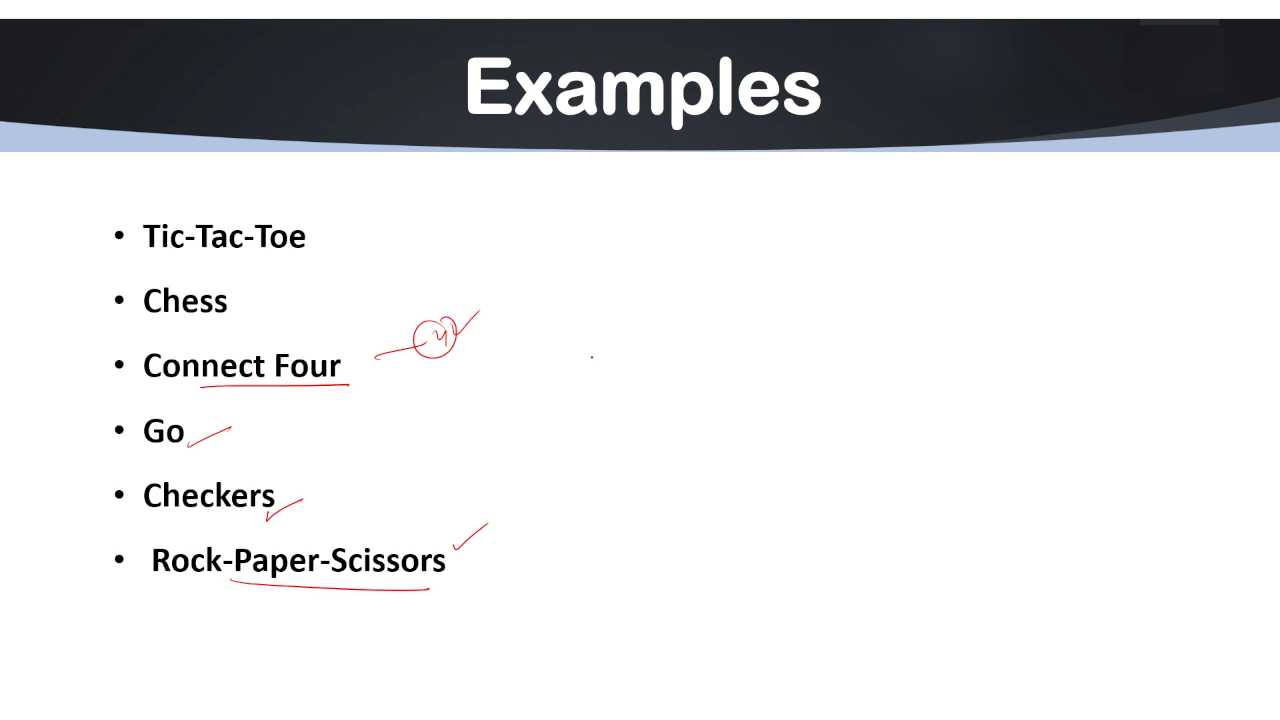 Examples
• Tic-Tac-Toe
• Chess
• Connect Four
• Go
• Checkers
• Rock-Paper-Scissors